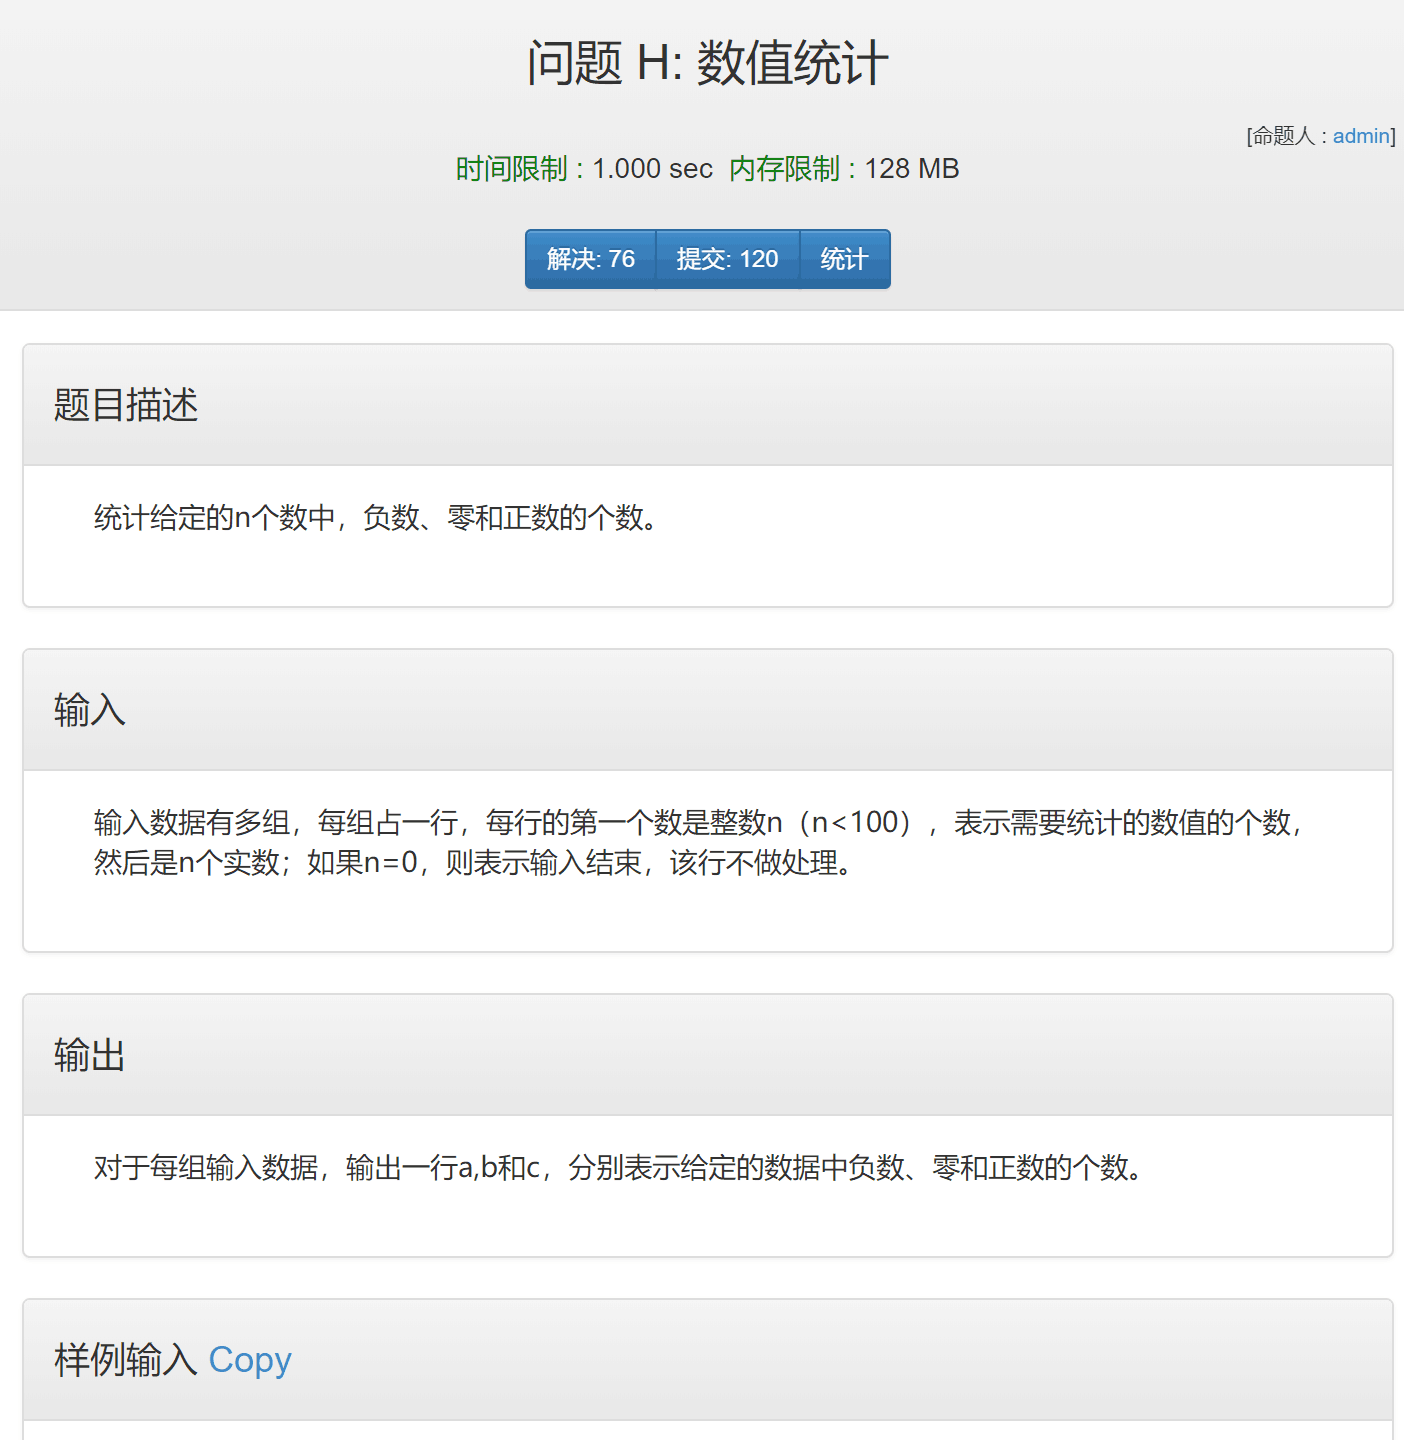 问题 H: 数值统计
[命题人 : admin]
时间限制 : 1.000 sec 内存限制 : 128 MB
解决: 76 提交: 120 统计
题目描述
统计给定的n个数中，负数、零和正数的个数。
输入
输入数据有多组，每组占一行，每行的第一个数是整数n（n<100），表示需要统计的数值的个数，
然后是n个实数；如果n=0，则表示输入结束，该行不做处理。
输出
对于每组输入数据，输出一行a,b和c，分别表示给定的数据中负数、零和正数的个数。
样例输入 Copy